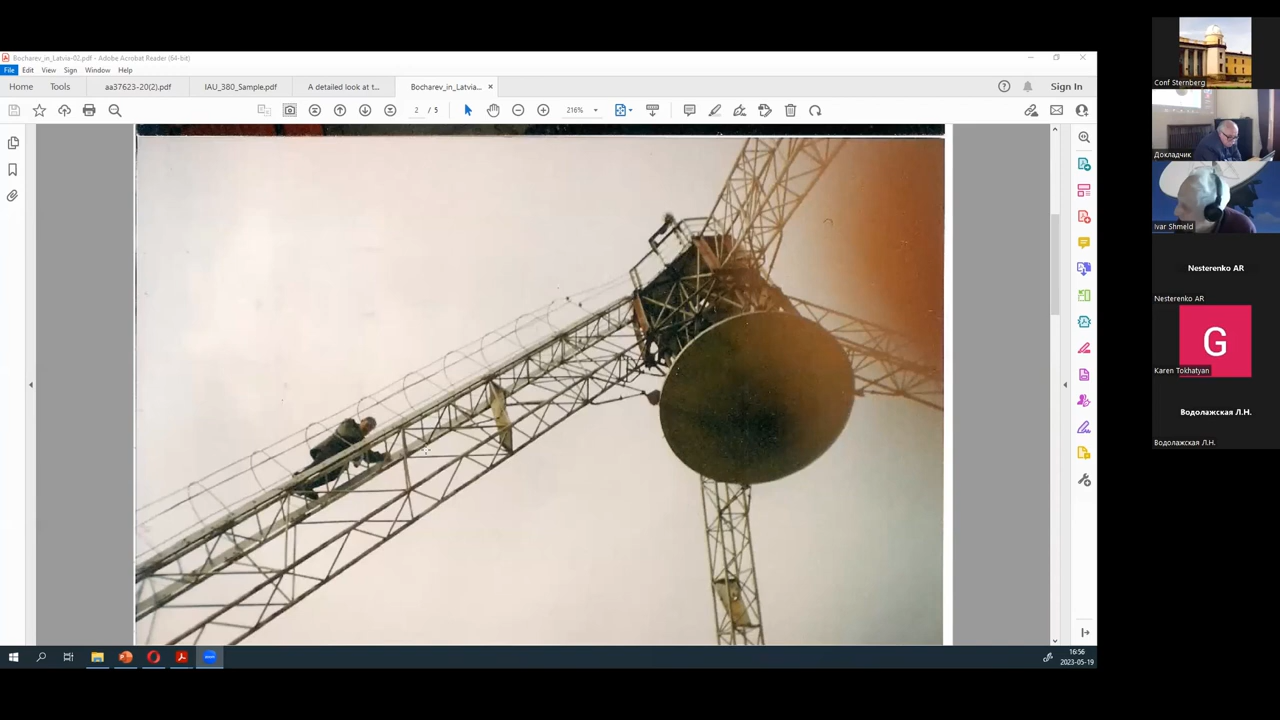 Bocharev_in_Latvia-02.pdf - Adobe Acrobat Reader (64-bit)
File Edit View Sign Window Help
Home Tools aa37623-20(2).pdf IAU_380_Sample.pdf A detailed look at t... Bocharev_in_Latvia... × Sign In
2 / 5 216%
Conf Sternberg
Докладчик
Ivar Shmeld
Nesterenko AR
Nesterenko AR
G
Karen Tokhatyan
Водолажская Л.Н.
Водолажская Л.Н.
16:56
2023-05-19